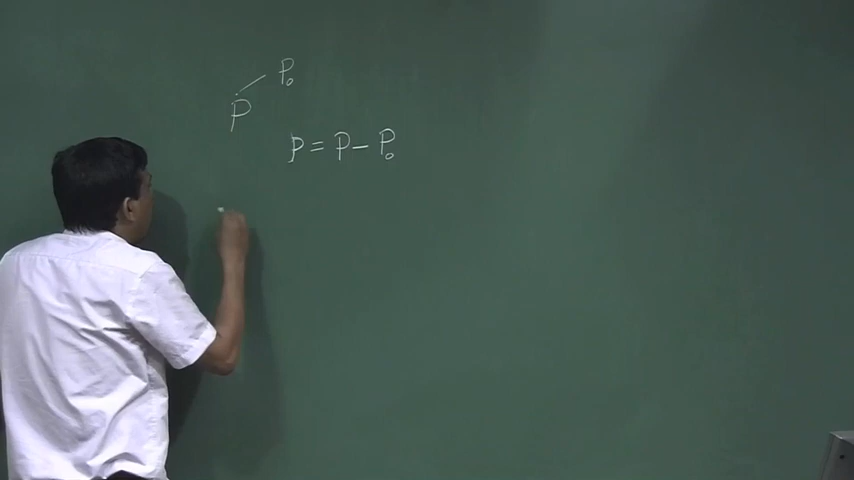 P₀
P
p = P - P₀